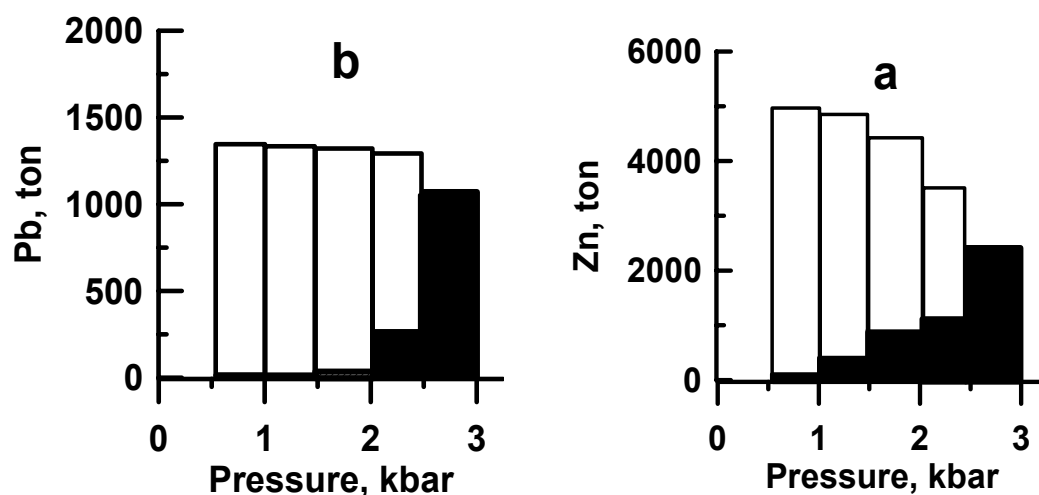 b
2000
1500
1000
500
0
Pb, ton
0 1 2 3
Pressure, kbar
a
6000
4000
2000
0
Zn, ton
0 1 2 3
Pressure, kbar